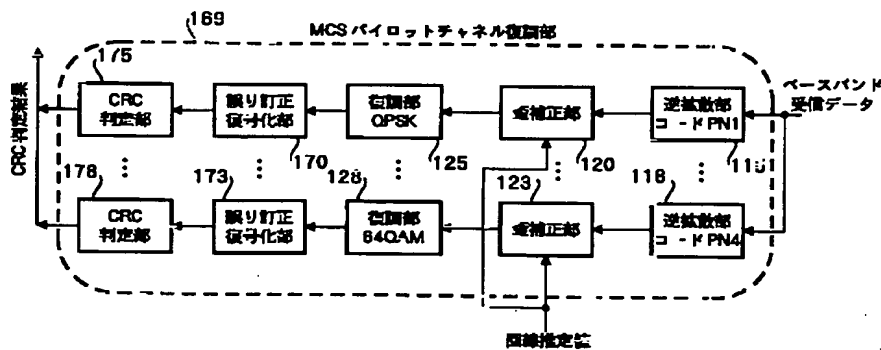 169
MCSパイロットチャネル復調部
175
CRC
判定部
誤り訂正
復号化部
復調部
QPSK
歪補正部
逆拡散部
コードPN1
ベースバンド
受信データ
CRC判定結果
170
125
120
115
178
173
128
123
118
CRC
判定部
誤り訂正
復号化部
復調部
64QAM
歪補正部
逆拡散部
コードPN4
回線推定値